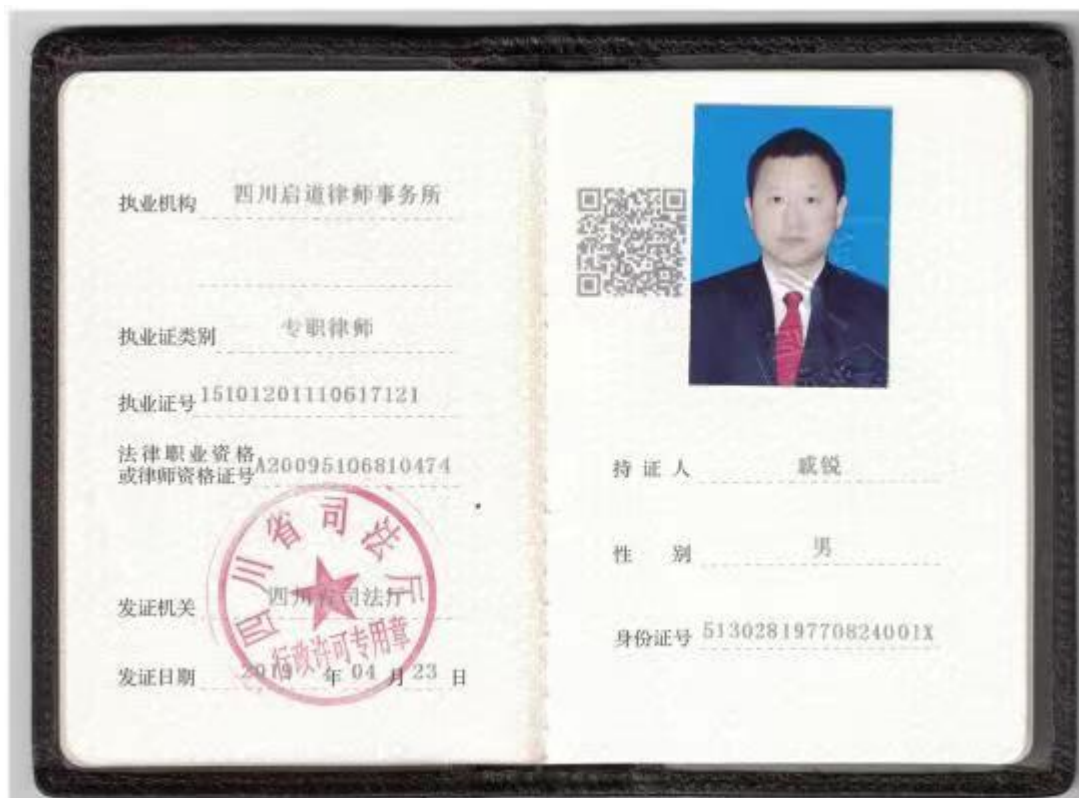 执业机构 四川启道律师事务所
执业证类别 专职律师
执业证号 15101201110617121
法律职业资格
或律师资格证号 A20095106810474
发证机关 四川省司法厅
发证日期 2019 年 04 月 23 日
四川省司法厅
行政许可专用章
持证人 戚锐
性别 男
身份证号 51302819770824001X